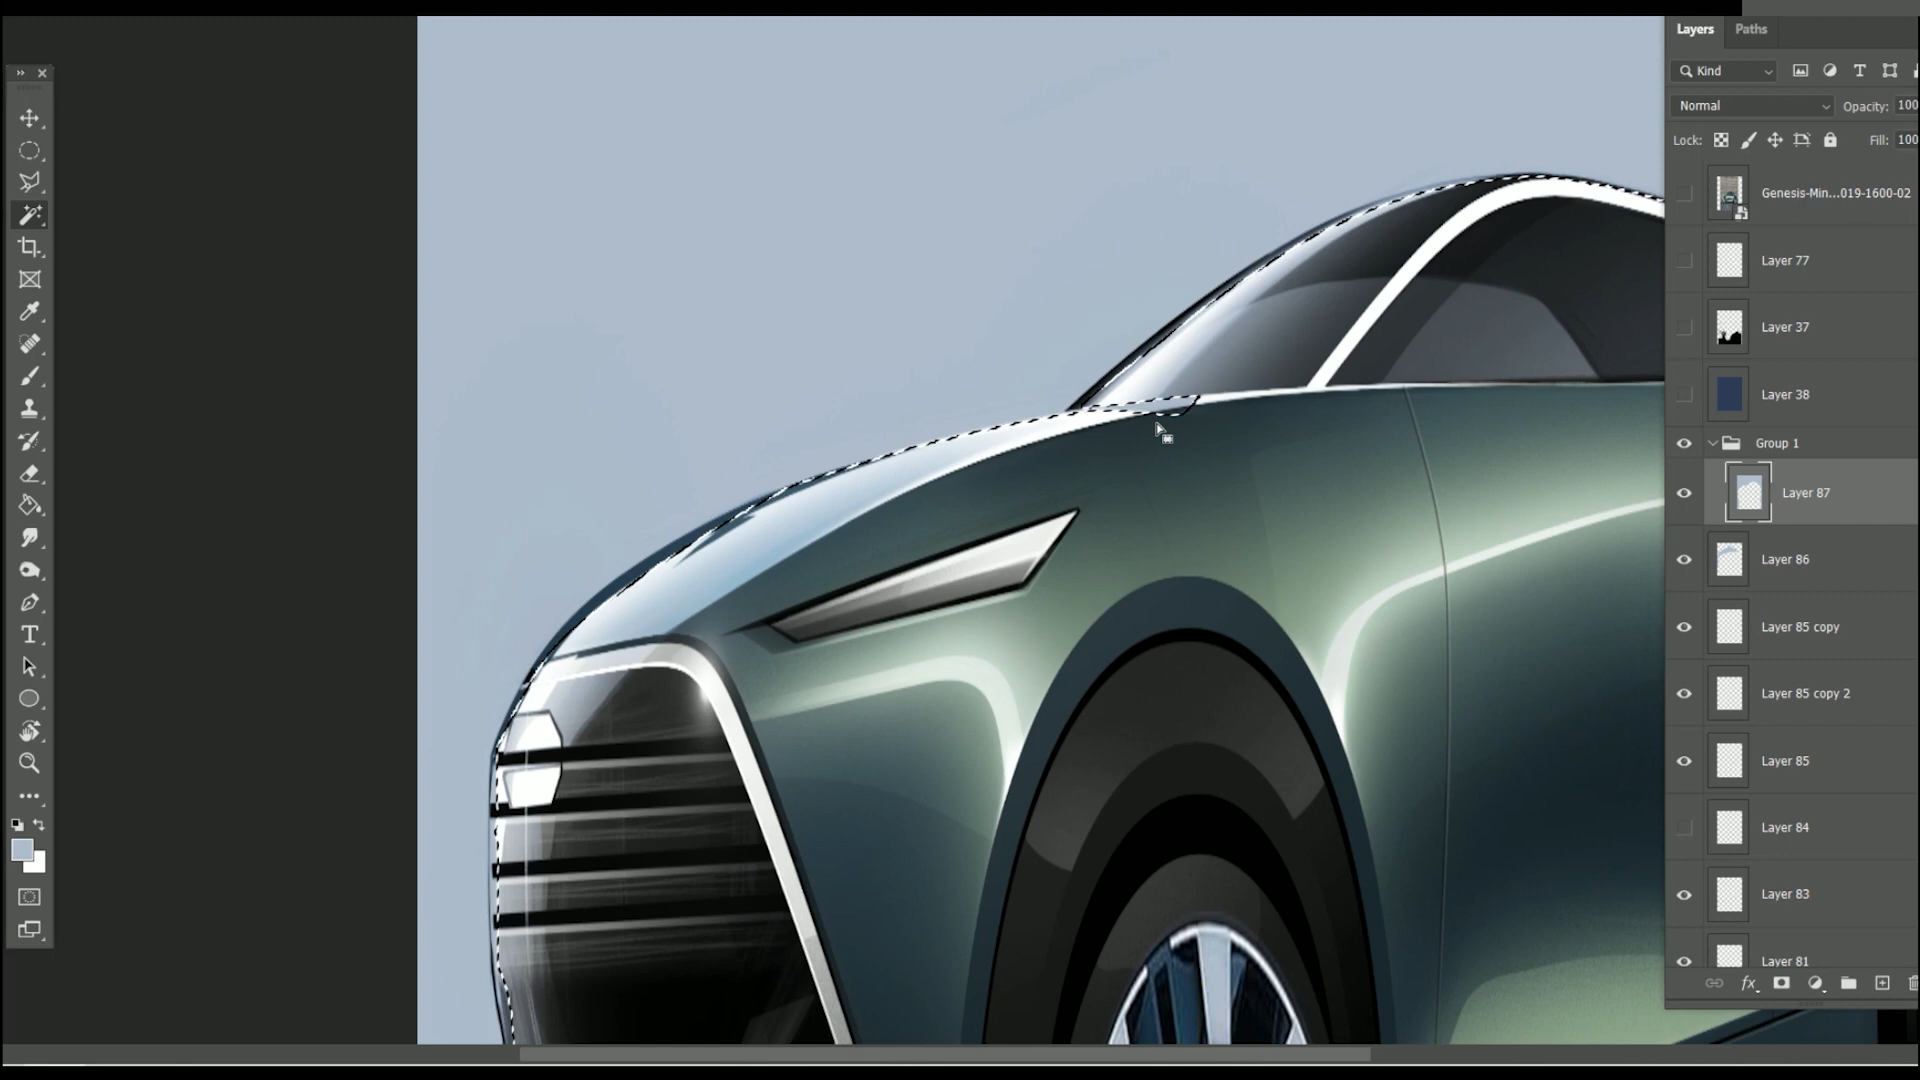 Layers Paths
Kind
Normal Opacity: 100
Lock: Fill: 100
Genesis-Min...019-1600-02
Layer 77
Layer 37
Layer 38
Group 1
Layer 87
Layer 86
Layer 85 copy
Layer 85 copy 2
Layer 85
Layer 84
Layer 83
Layer 81
fx